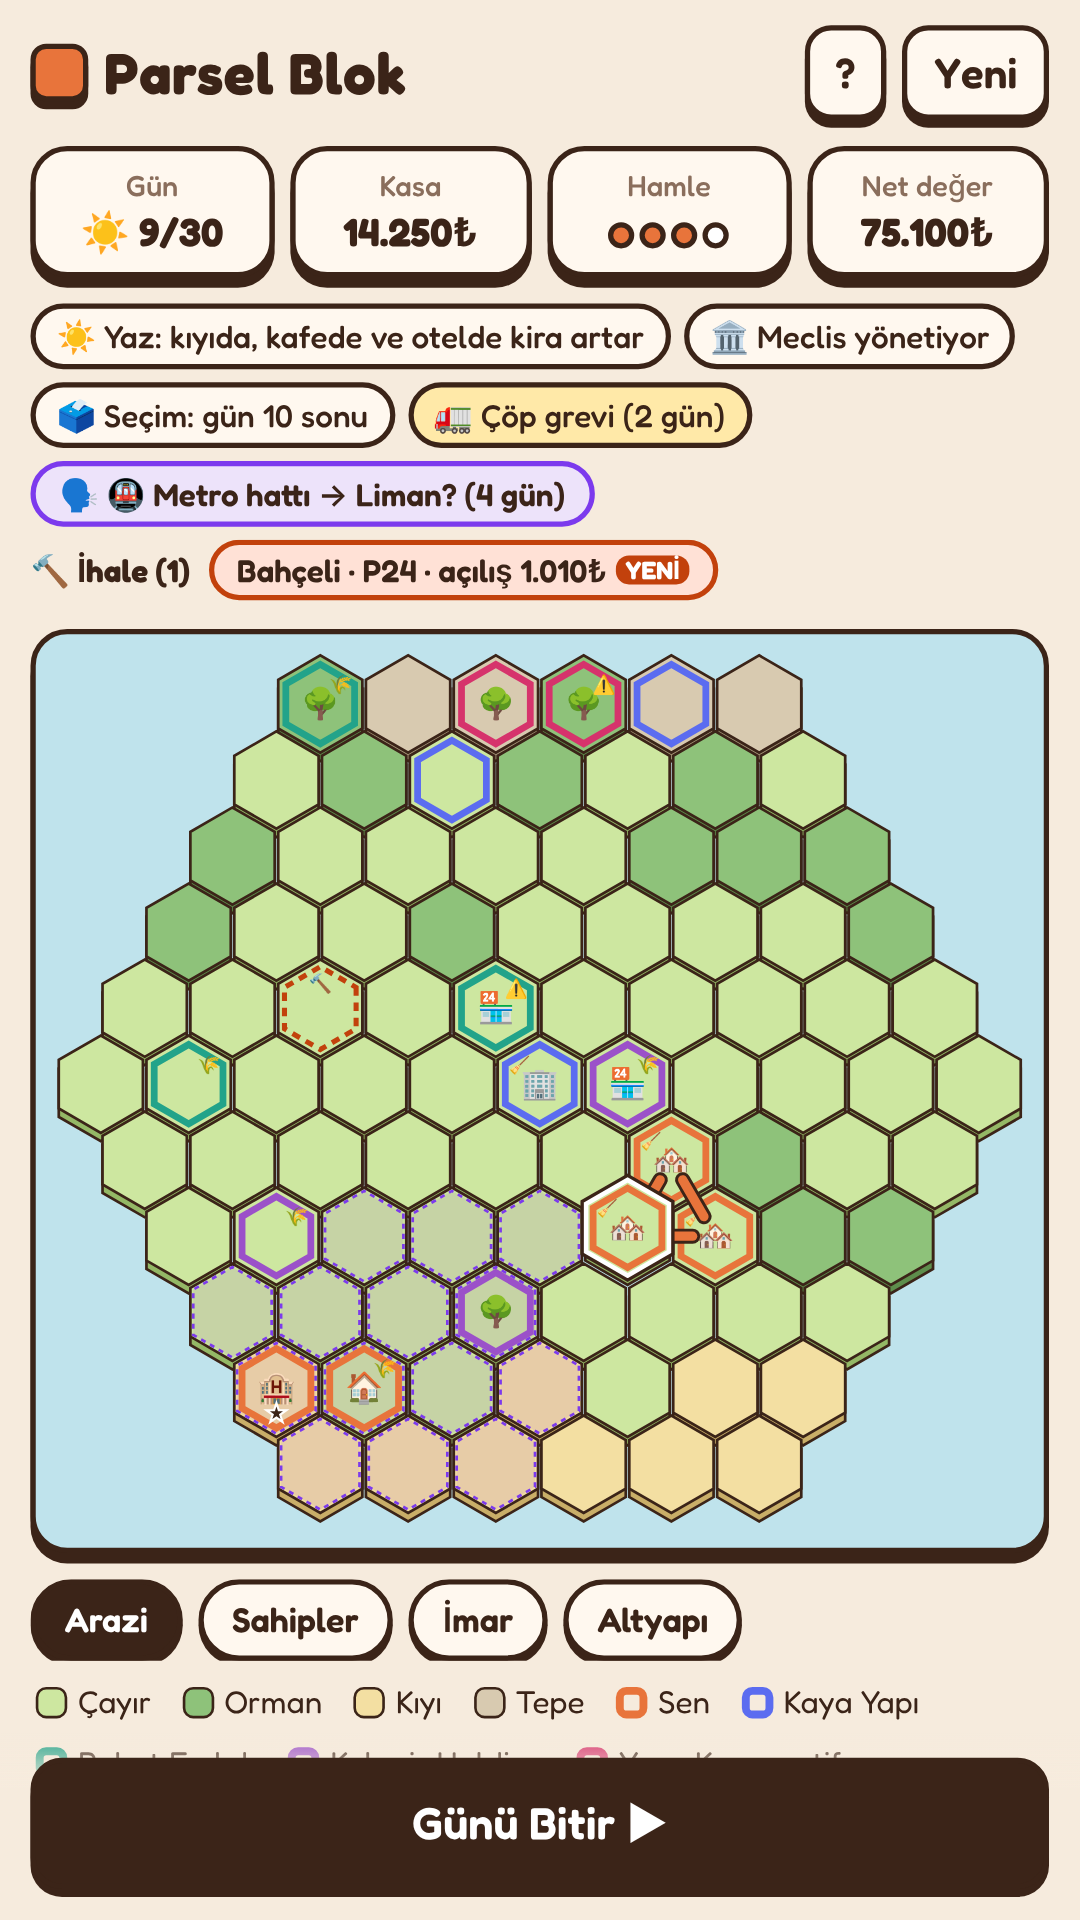 Parsel Blok
?
Yeni
Gün
9/30
Kasa
14.250₺
Hamle
Net değer
75.100₺
Yaz: kıyıda, kafede ve otelde kira artar
Meclis yönetiyor
Seçim: gün 10 sonu
Çöp grevi (2 gün)
Metro hattı → Liman? (4 gün)
İhale (1)
Bahçeli · P24 · açılış 1.010₺ YENİ
24
24
H
Arazi
Sahipler
İmar
Altyapı
Çayır
Orman
Kıyı
Tepe
Sen
Kaya Yapı
Günü Bitir